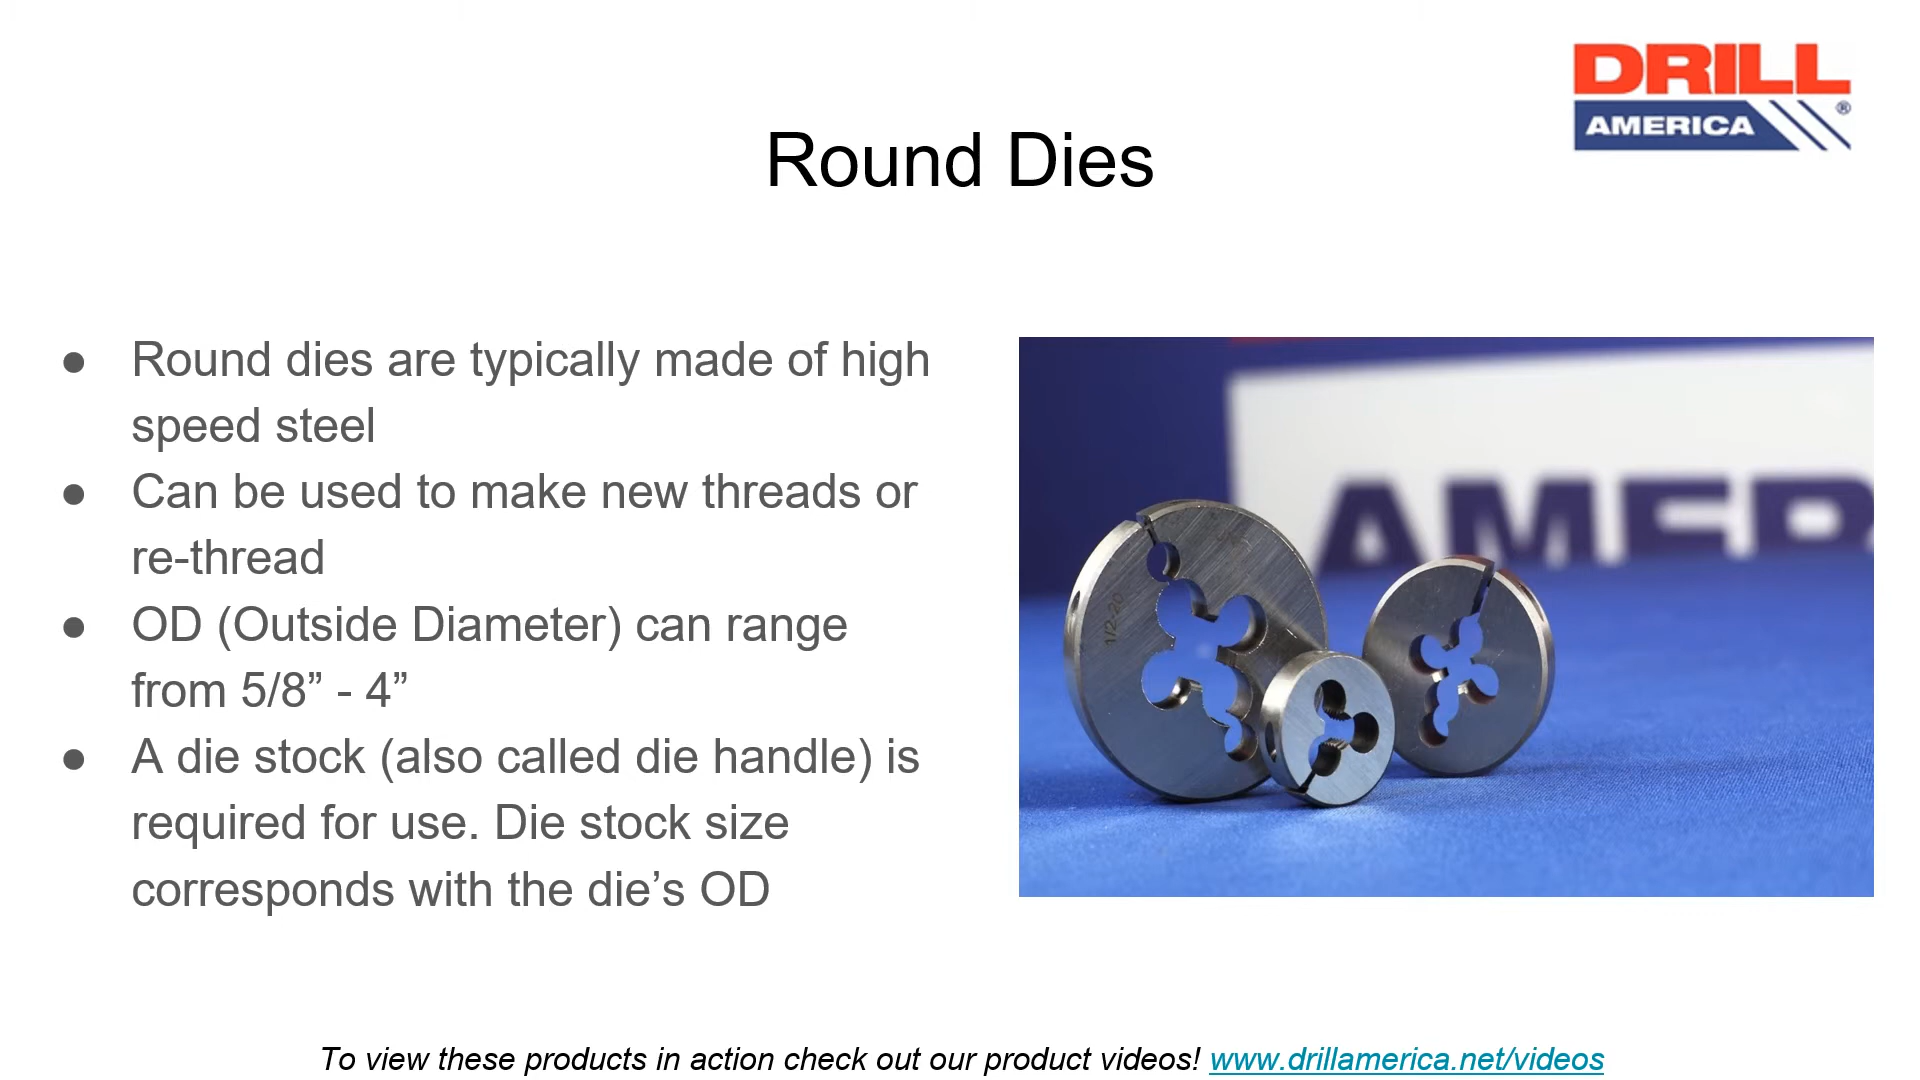 DRILL
AMERICA
®
Round Dies
● Round dies are typically made of high
speed steel
● Can be used to make new threads or
re-thread
● OD (Outside Diameter) can range
from 5/8” - 4”
● A die stock (also called die handle) is
required for use. Die stock size
corresponds with the die’s OD
AMER
1/2-20
To view these products in action check out our product videos! www.drillamerica.net/videos